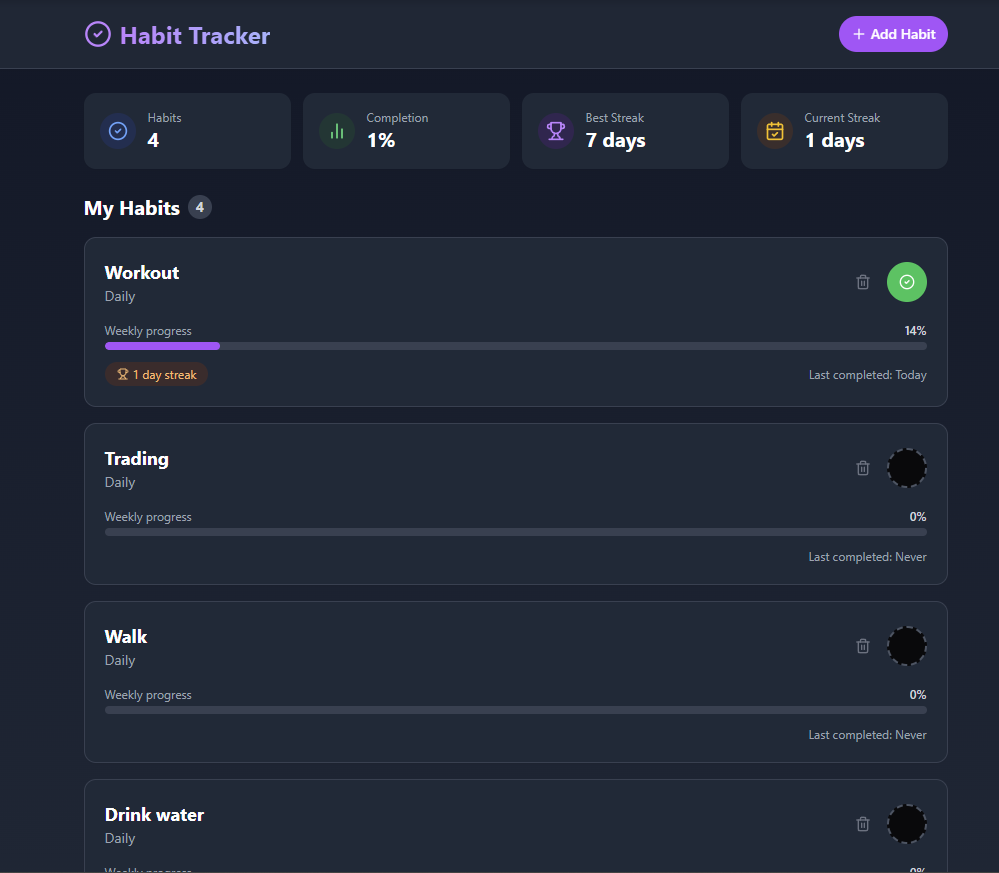 Habit Tracker
+ Add Habit
Habits
4
Completion
1%
Best Streak
7 days
Current Streak
1 days
My Habits 4
Workout
Daily
Weekly progress 14%
1 day streak
Last completed: Today
Trading
Daily
Weekly progress 0%
Last completed: Never
Walk
Daily
Weekly progress 0%
Last completed: Never
Drink water
Daily
Weekly progress 0%